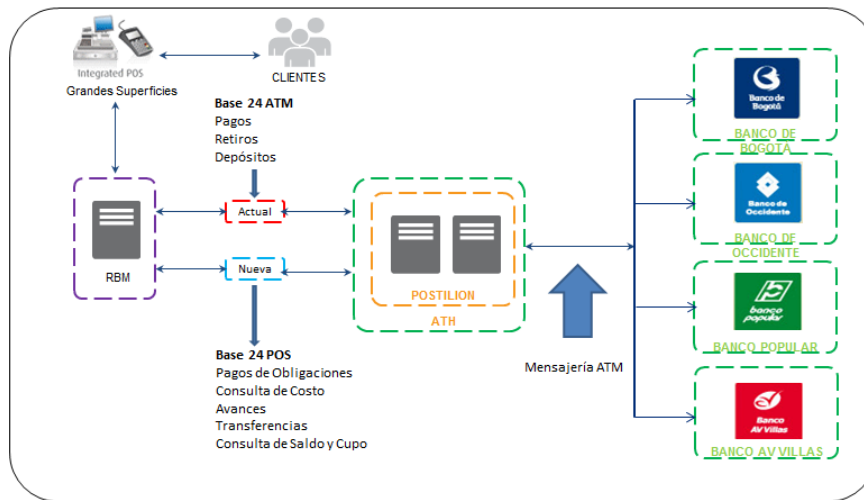 Integrated POS
Grandes Superficies
CLIENTES
Base 24 ATM
Pagos
Retiros
Depósitos
Actual
Nueva
RBM
POSTILION
ATH
Base 24 POS
Pagos de Obligaciones
Consulta de Costo
Avances
Transferencias
Consulta de Saldo y Cupo
Mensajería ATM
Banco de
Bogotá
BANCO DE
BOGOTÁ
Banco de
Occidente
BANCO DE
OCCIDENTE
banco
popular
BANCO POPULAR
Banco
AV Villas
BANCO AV VILLAS